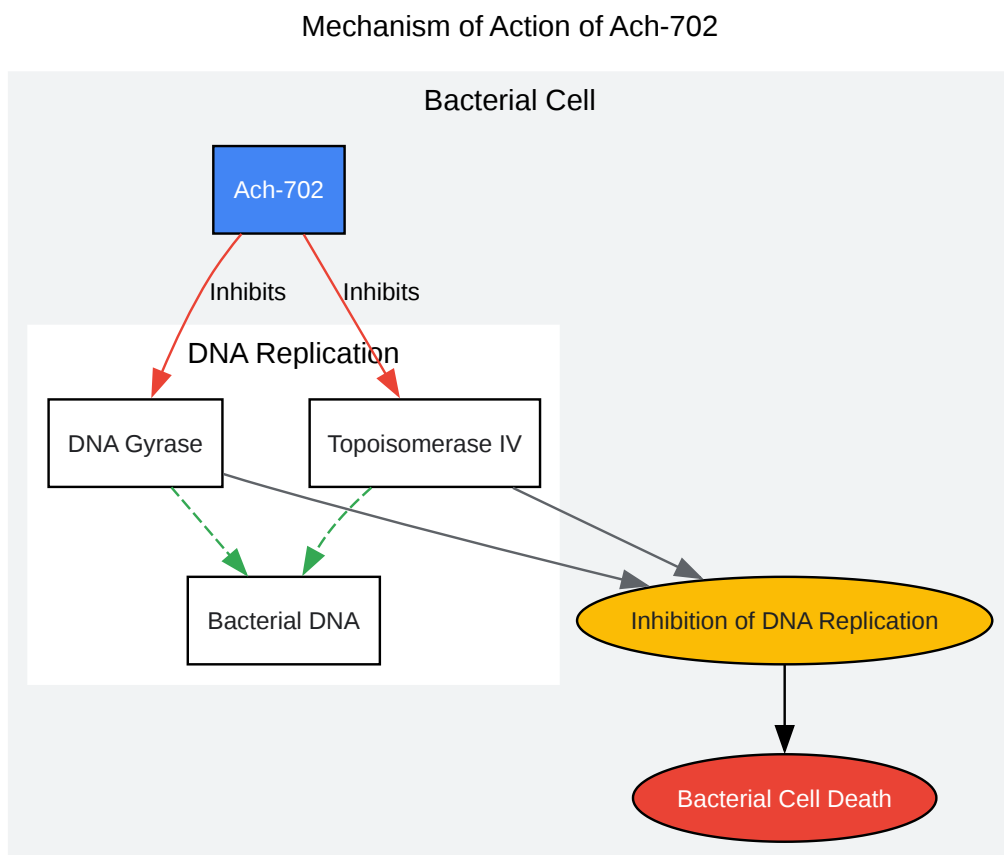 Mechanism of Action of Ach-702
Bacterial Cell
Ach-702
Inhibits
Inhibits
DNA Replication
DNA Gyrase
Topoisomerase IV
Bacterial DNA
Inhibition of DNA Replication
Bacterial Cell Death